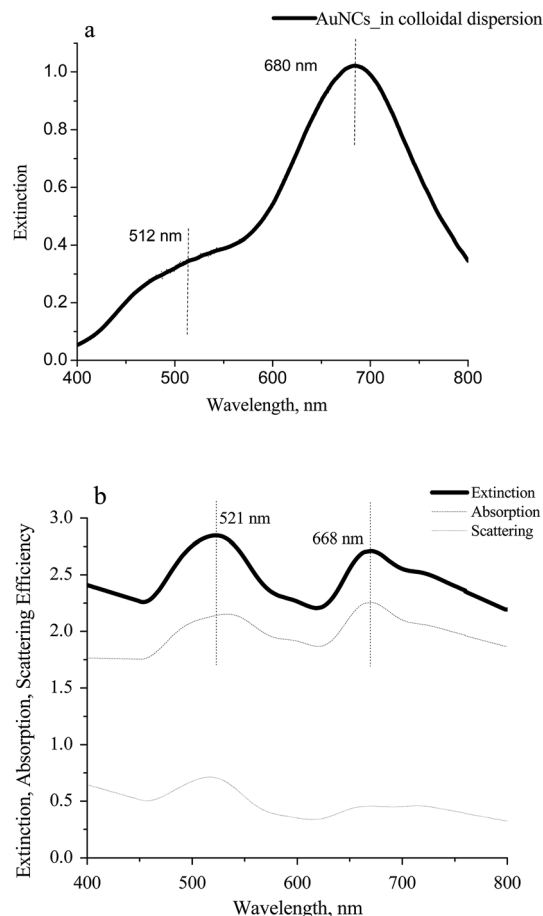 a
AuNCs_in colloidal dispersion
680 nm
512 nm
Extinction
1.0
0.8
0.6
0.4
0.2
0.0
400 500 600 700 800
Wavelength, nm
b
Extinction
Absorption
Scattering
521 nm
668 nm
Extinction, Absorption, Scattering Efficiency
3.0
2.5
2.0
1.5
1.0
0.5
0.0
400 500 600 700 800
Wavelength, nm